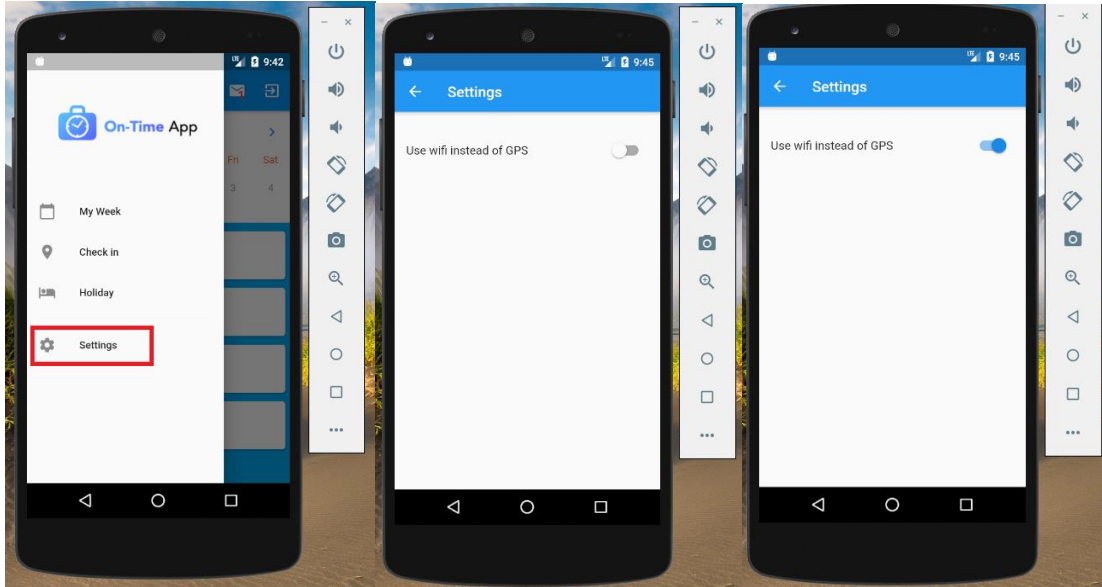 9:42
On-Time App
Fri Sat
3 4
My Week
Check in
Holiday
Settings
9:45
Settings
Use wifi instead of GPS
9:45
Settings
Use wifi instead of GPS